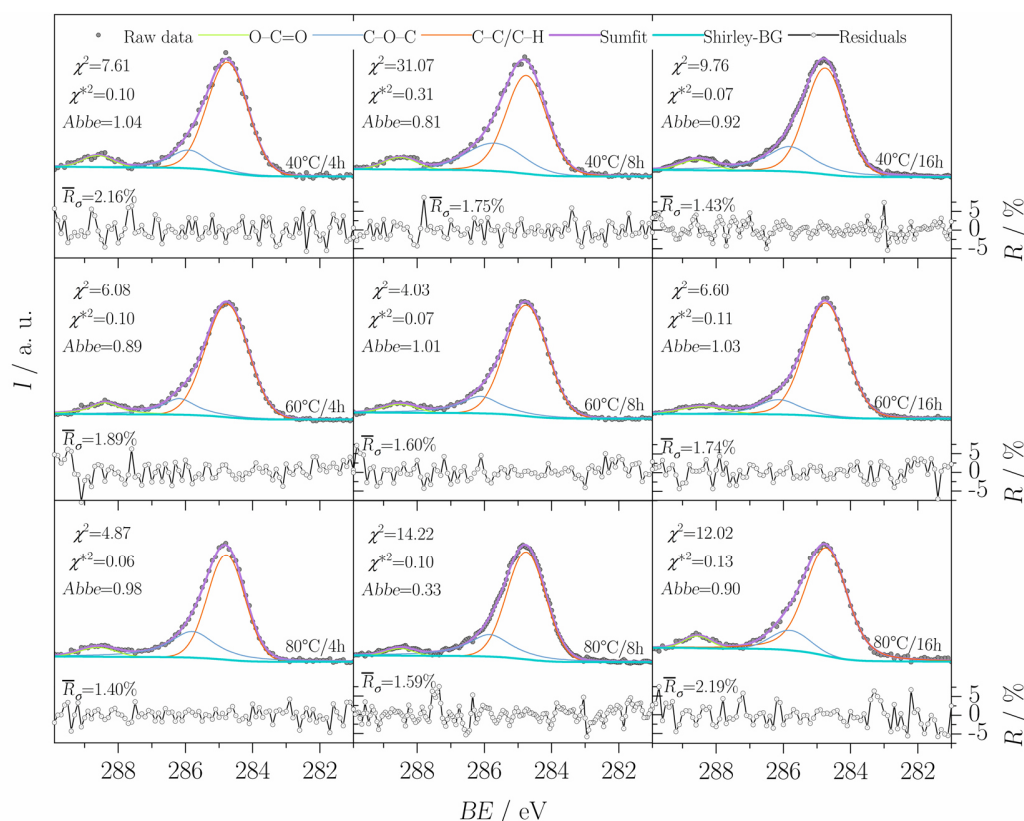 Raw data O–C=O C–O–C C–C/C–H Sumfit Shirley-BG Residuals
χ²=7.61
χ*²=0.10
Abbe=1.04
40°C/4h
R̅σ=2.16%
χ²=31.07
χ*²=0.31
Abbe=0.81
40°C/8h
R̅σ=1.75%
χ²=9.76
χ*²=0.07
Abbe=0.92
40°C/16h
R̅σ=1.43%
5
0
-5
R / %
I / a. u.
χ²=6.08
χ*²=0.10
Abbe=0.89
60°C/4h
R̅σ=1.89%
χ²=4.03
χ*²=0.07
Abbe=1.01
60°C/8h
R̅σ=1.60%
χ²=6.60
χ*²=0.11
Abbe=1.03
60°C/16h
R̅σ=1.74%
5
0
-5
R / %
χ²=4.87
χ*²=0.06
Abbe=0.98
80°C/4h
R̅σ=1.40%
χ²=14.22
χ*²=0.10
Abbe=0.33
80°C/8h
R̅σ=1.59%
χ²=12.02
χ*²=0.13
Abbe=0.90
80°C/16h
R̅σ=2.19%
5
0
-5
R / %
288 286 284 282 288 286 284 282 288 286 284 282
BE / eV